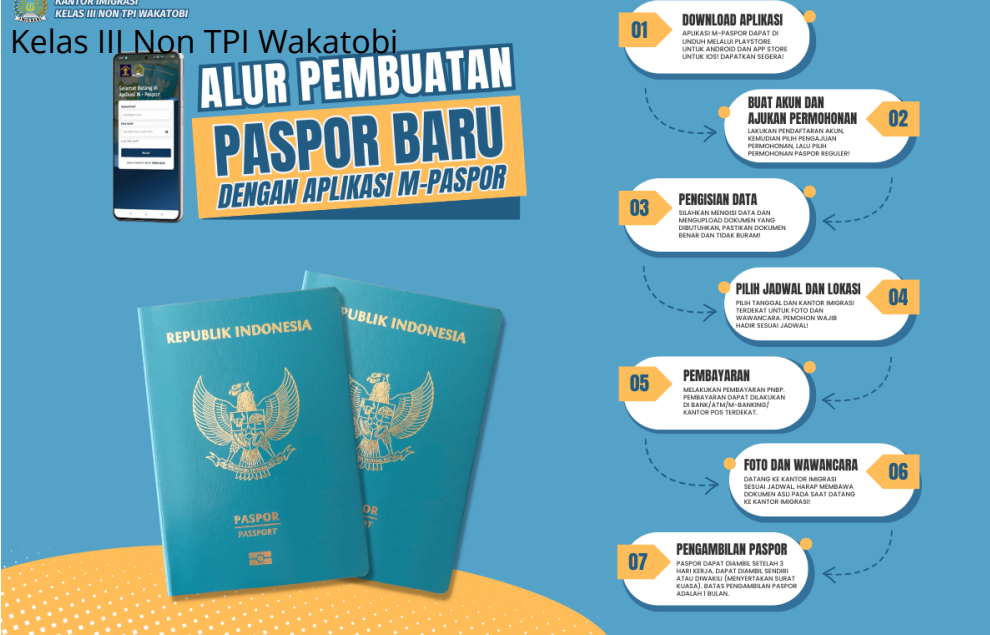 KANTOR IMIGRASI
KELAS III NON TPI WAKATOBI
Kelas III Non TPI Wakatobi
Selamat Datang di
Aplikasi M - Paspor
Masuk
ALUR PEMBUATAN
PASPOR BARU
DENGAN APLIKASI M-PASPOR
REPUBLIK INDONESIA
PASPOR
PASSPORT
PUBLIK INDONESIA
OR
RT
01
DOWNLOAD APLIKASI
APLIKASI M-PASPOR DAPAT DI
UNDUH MELALUI PLAYSTORE
UNTUK ANDROID DAN APP STORE
UNTUK IOS! DAPATKAN SEGERA!
02
BUAT AKUN DAN
AJUKAN PERMOHONAN
LAKUKAN PENDAFTARAN AKUN,
KEMUDIAN PILIH PENGAJUAN
PERMOHONAN, LALU PILIH
PERMOHONAN PASPOR REGULER!
03
PENGISIAN DATA
SILAHKAN MENGISI DATA DAN
MENGUPLOAD DOKUMEN YANG
DIBUTUHKAN, PASTIKAN DOKUMEN
BENAR DAN TIDAK BURAM!
04
PILIH JADWAL DAN LOKASI
PILIH TANGGAL DAN KANTOR IMIGRASI
TERDEKAT UNTUK FOTO DAN
WAWANCARA. PEMOHON WAJIB
HADIR SESUAI JADWAL!
05
PEMBAYARAN
MELAKUKAN PEMBAYARAN PNBP.
PEMBAYARAN DAPAT DILAKUKAN
DI BANK/ATM/M-BANKING/
KANTOR POS TERDEKAT.
06
FOTO DAN WAWANCARA
DATANG KE KANTOR IMIGRASI
SESUAI JADWAL, HARAP MEMBAWA
DOKUMEN ASLI PADA SAAT DATANG
KE KANTOR IMIGRASI!
07
PENGAMBILAN PASPOR
PASPOR DAPAT DIAMBIL SETELAH 3
HARI KERJA. DAPAT DIAMBIL SENDIRI
ATAU DIWAKILI (MENYERTAKAN SURAT
KUASA). BATAS PENGAMBILAN PASPOR
ADALAH 1 BULAN.